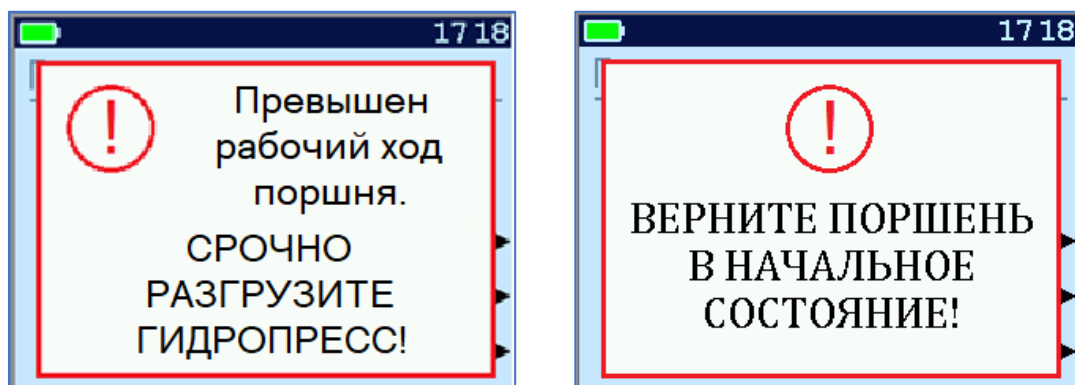 17 18
Превышен
рабочий ход
поршня.
СРОЧНО
РАЗГРУЗИТЕ
ГИДРОПРЕСС!
17 18
ВЕРНИТЕ ПОРШЕНЬ
В НАЧАЛЬНОЕ
СОСТОЯНИЕ!